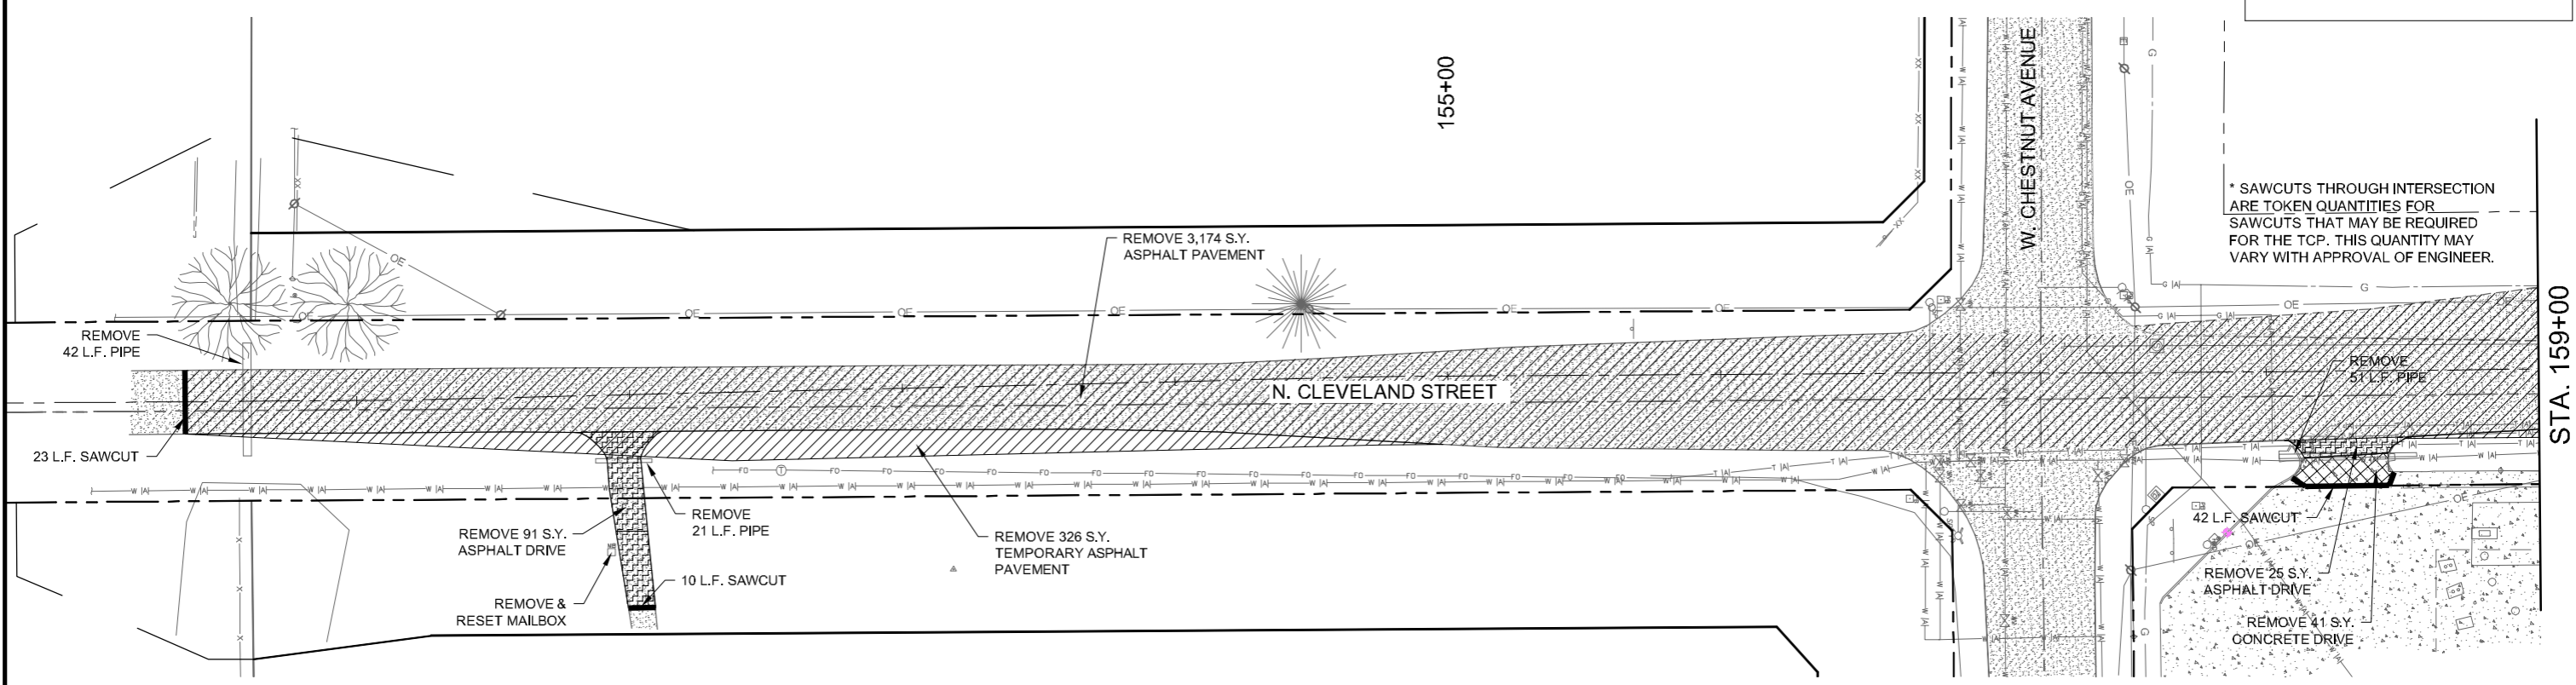 155+00
W. CHESTNUT AVENUE
* SAWCUTS THROUGH INTERSECTION
ARE TOKEN QUANTITIES FOR
SAWCUTS THAT MAY BE REQUIRED
FOR THE TCP. THIS QUANTITY MAY
VARY WITH APPROVAL OF ENGINEER.
REMOVE 3,174 S.Y.
ASPHALT PAVEMENT
REMOVE
42 L.F. PIPE
N. CLEVELAND STREET
REMOVE
51 L.F. PIPE
STA. 159+00
23 L.F. SAWCUT
REMOVE 91 S.Y.
ASPHALT DRIVE
REMOVE
21 L.F. PIPE
REMOVE 326 S.Y.
TEMPORARY ASPHALT
PAVEMENT
10 L.F. SAWCUT
REMOVE &
RESET MAILBOX
42 L.F. SAWCUT
REMOVE 25 S.Y.
ASPHALT DRIVE
REMOVE 41 S.Y.
CONCRETE DRIVE